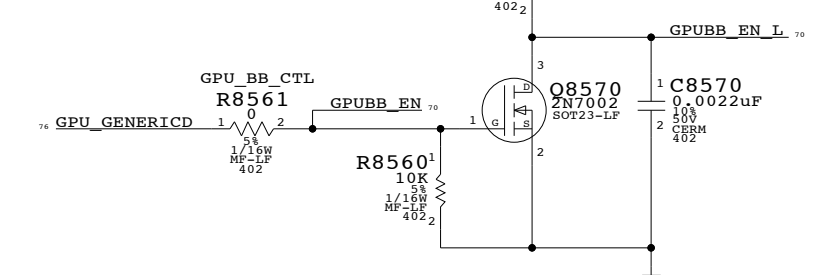 402 2
GPUBB_EN_L 70
3
GPU_BB_CTL
R8561
0
76 GPU_GENERICD 1 2
5%
1/16W
MF-LF
402
GPUBB_EN 70
1 G D S
Q8570
2N7002
SOT23-LF
2
1 C8570
0.0022uF
10%
50V
2 CERM
402
R8560 1
10K
5%
1/16W
MF-LF
402 2